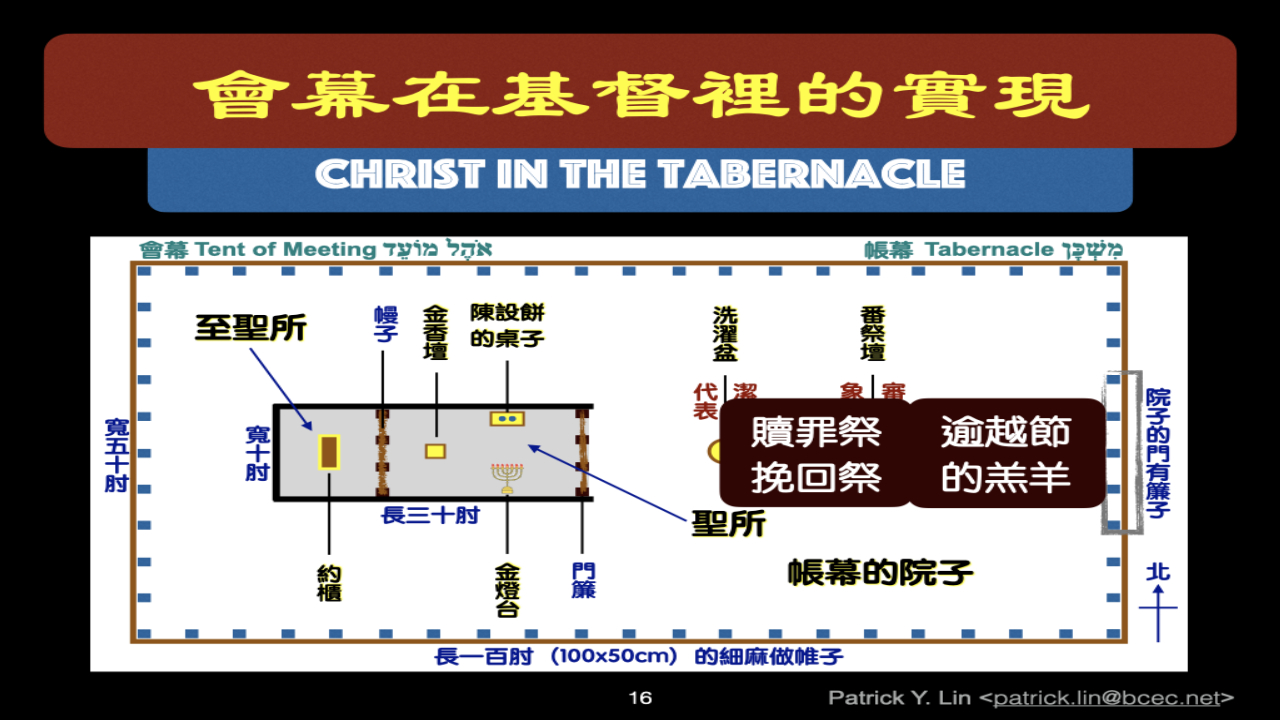 會幕在基督裡的實現
CHRIST IN THE TABERNACLE
會幕 Tent of Meeting אֹהֶל מוֹעֵד
帳幕 Tabernacle מִשְׁכָּן
至聖所
幔子
金香壇
陳設餅
的桌子
洗濯盆
番祭壇
代表
潔
象
審
寬五十肘
寬十肘
贖罪祭
挽回祭
逾越節
的羔羊
院子的門有簾子
長三十肘
聖所
約櫃
金燈台
門簾
帳幕的院子
北
長一百肘 (100x50cm) 的細麻做帷子
16
Patrick Y. Lin <patrick.lin@bcec.net>